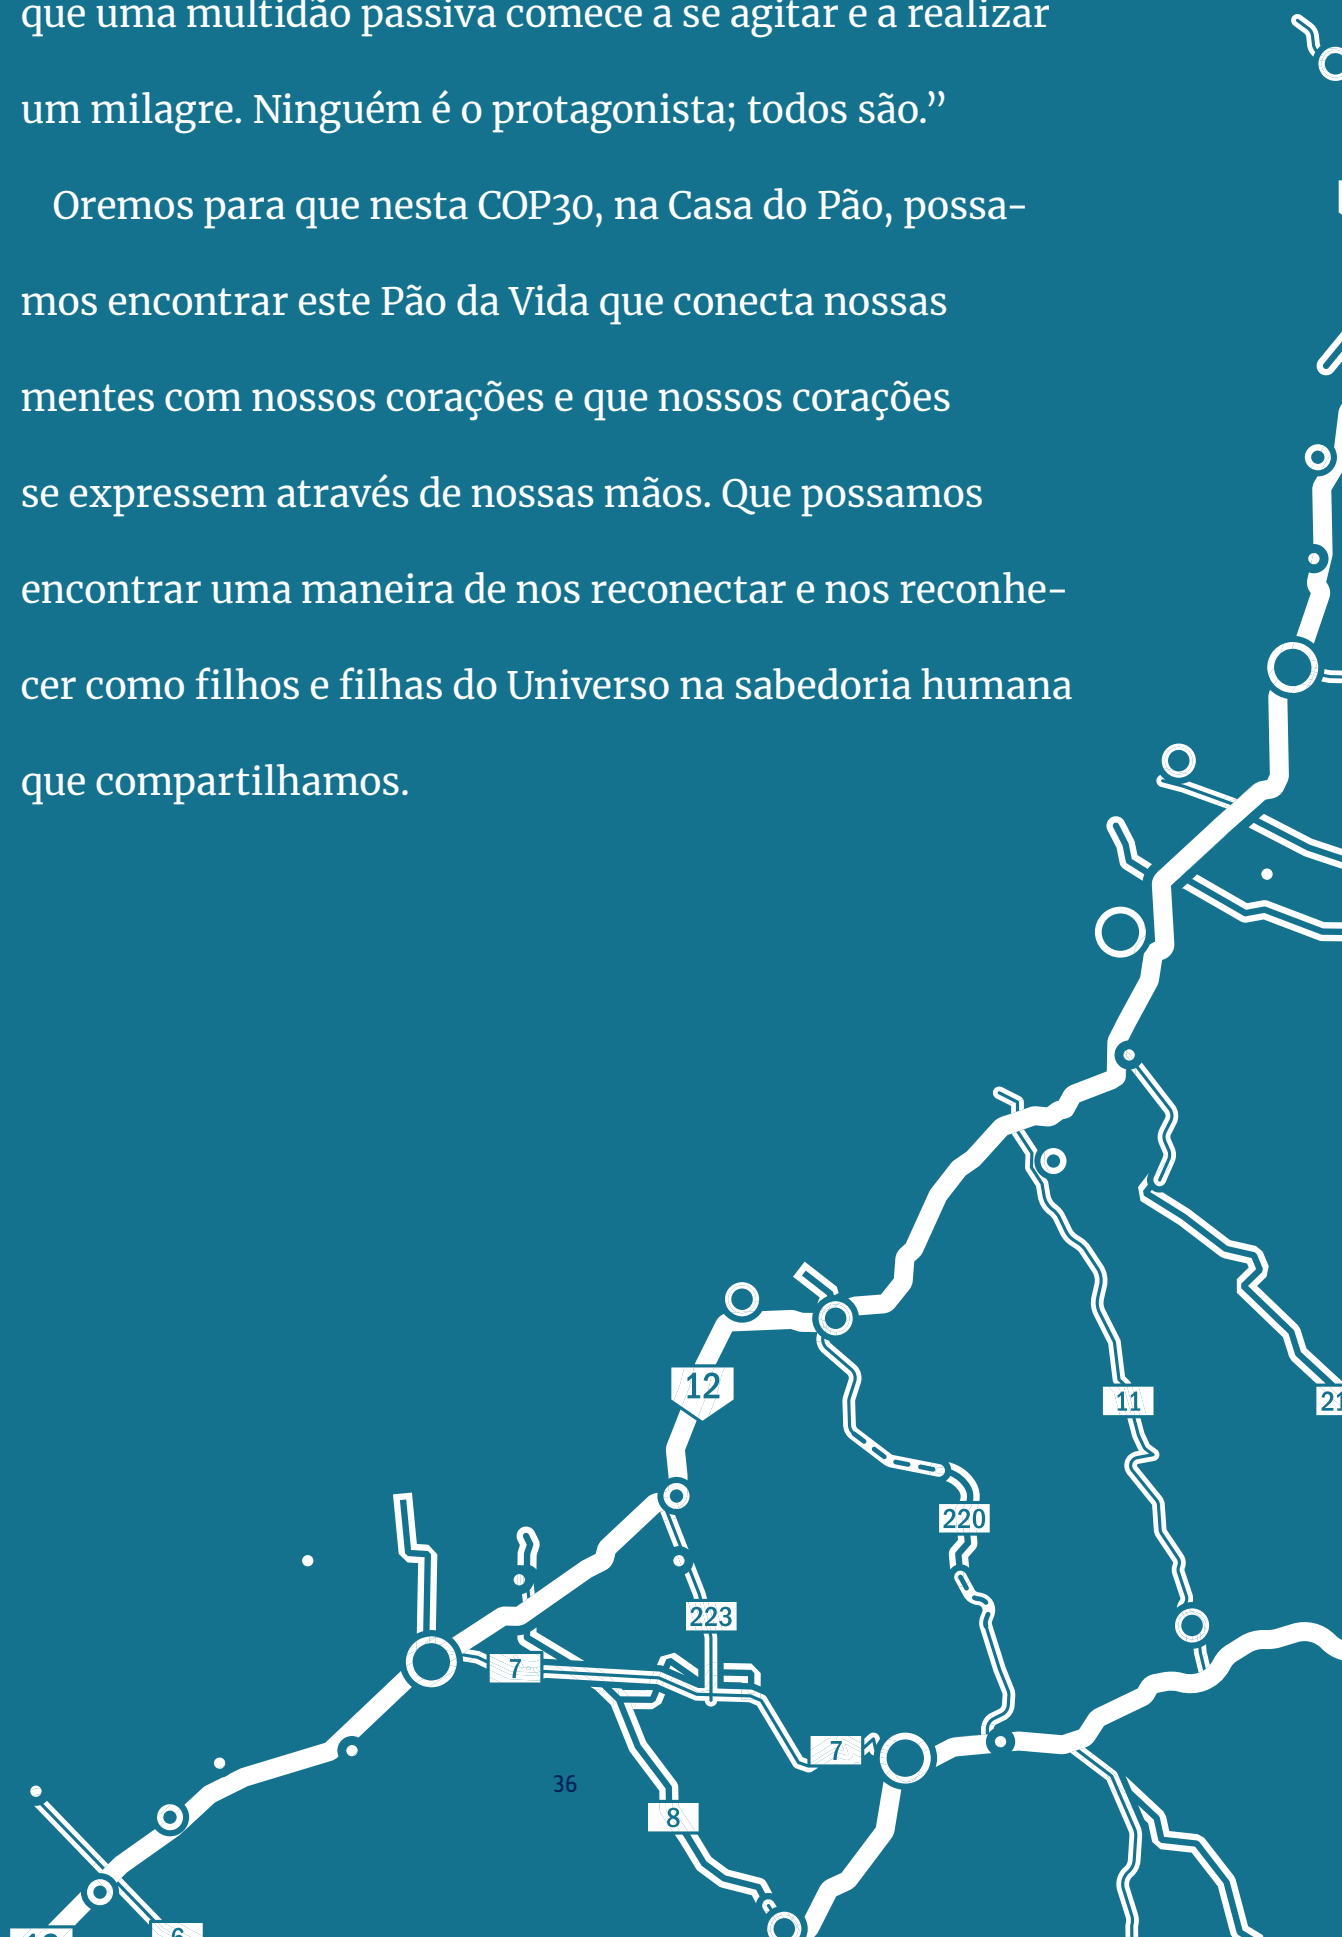 que uma multidão passiva comece a se agitar e a realizar
um milagre. Ninguém é o protagonista; todos são.”
Oremos para que nesta COP30, na Casa do Pão, possa-
mos encontrar este Pão da Vida que conecta nossas
mentes com nossos corações e que nossos corações
se expressem através de nossas mãos. Que possamos
encontrar uma maneira de nos reconectar e nos reconhe-
cer como filhos e filhas do Universo na sabedoria humana
que compartilhamos.
12
11
21
220
223
7
7
36
8
6